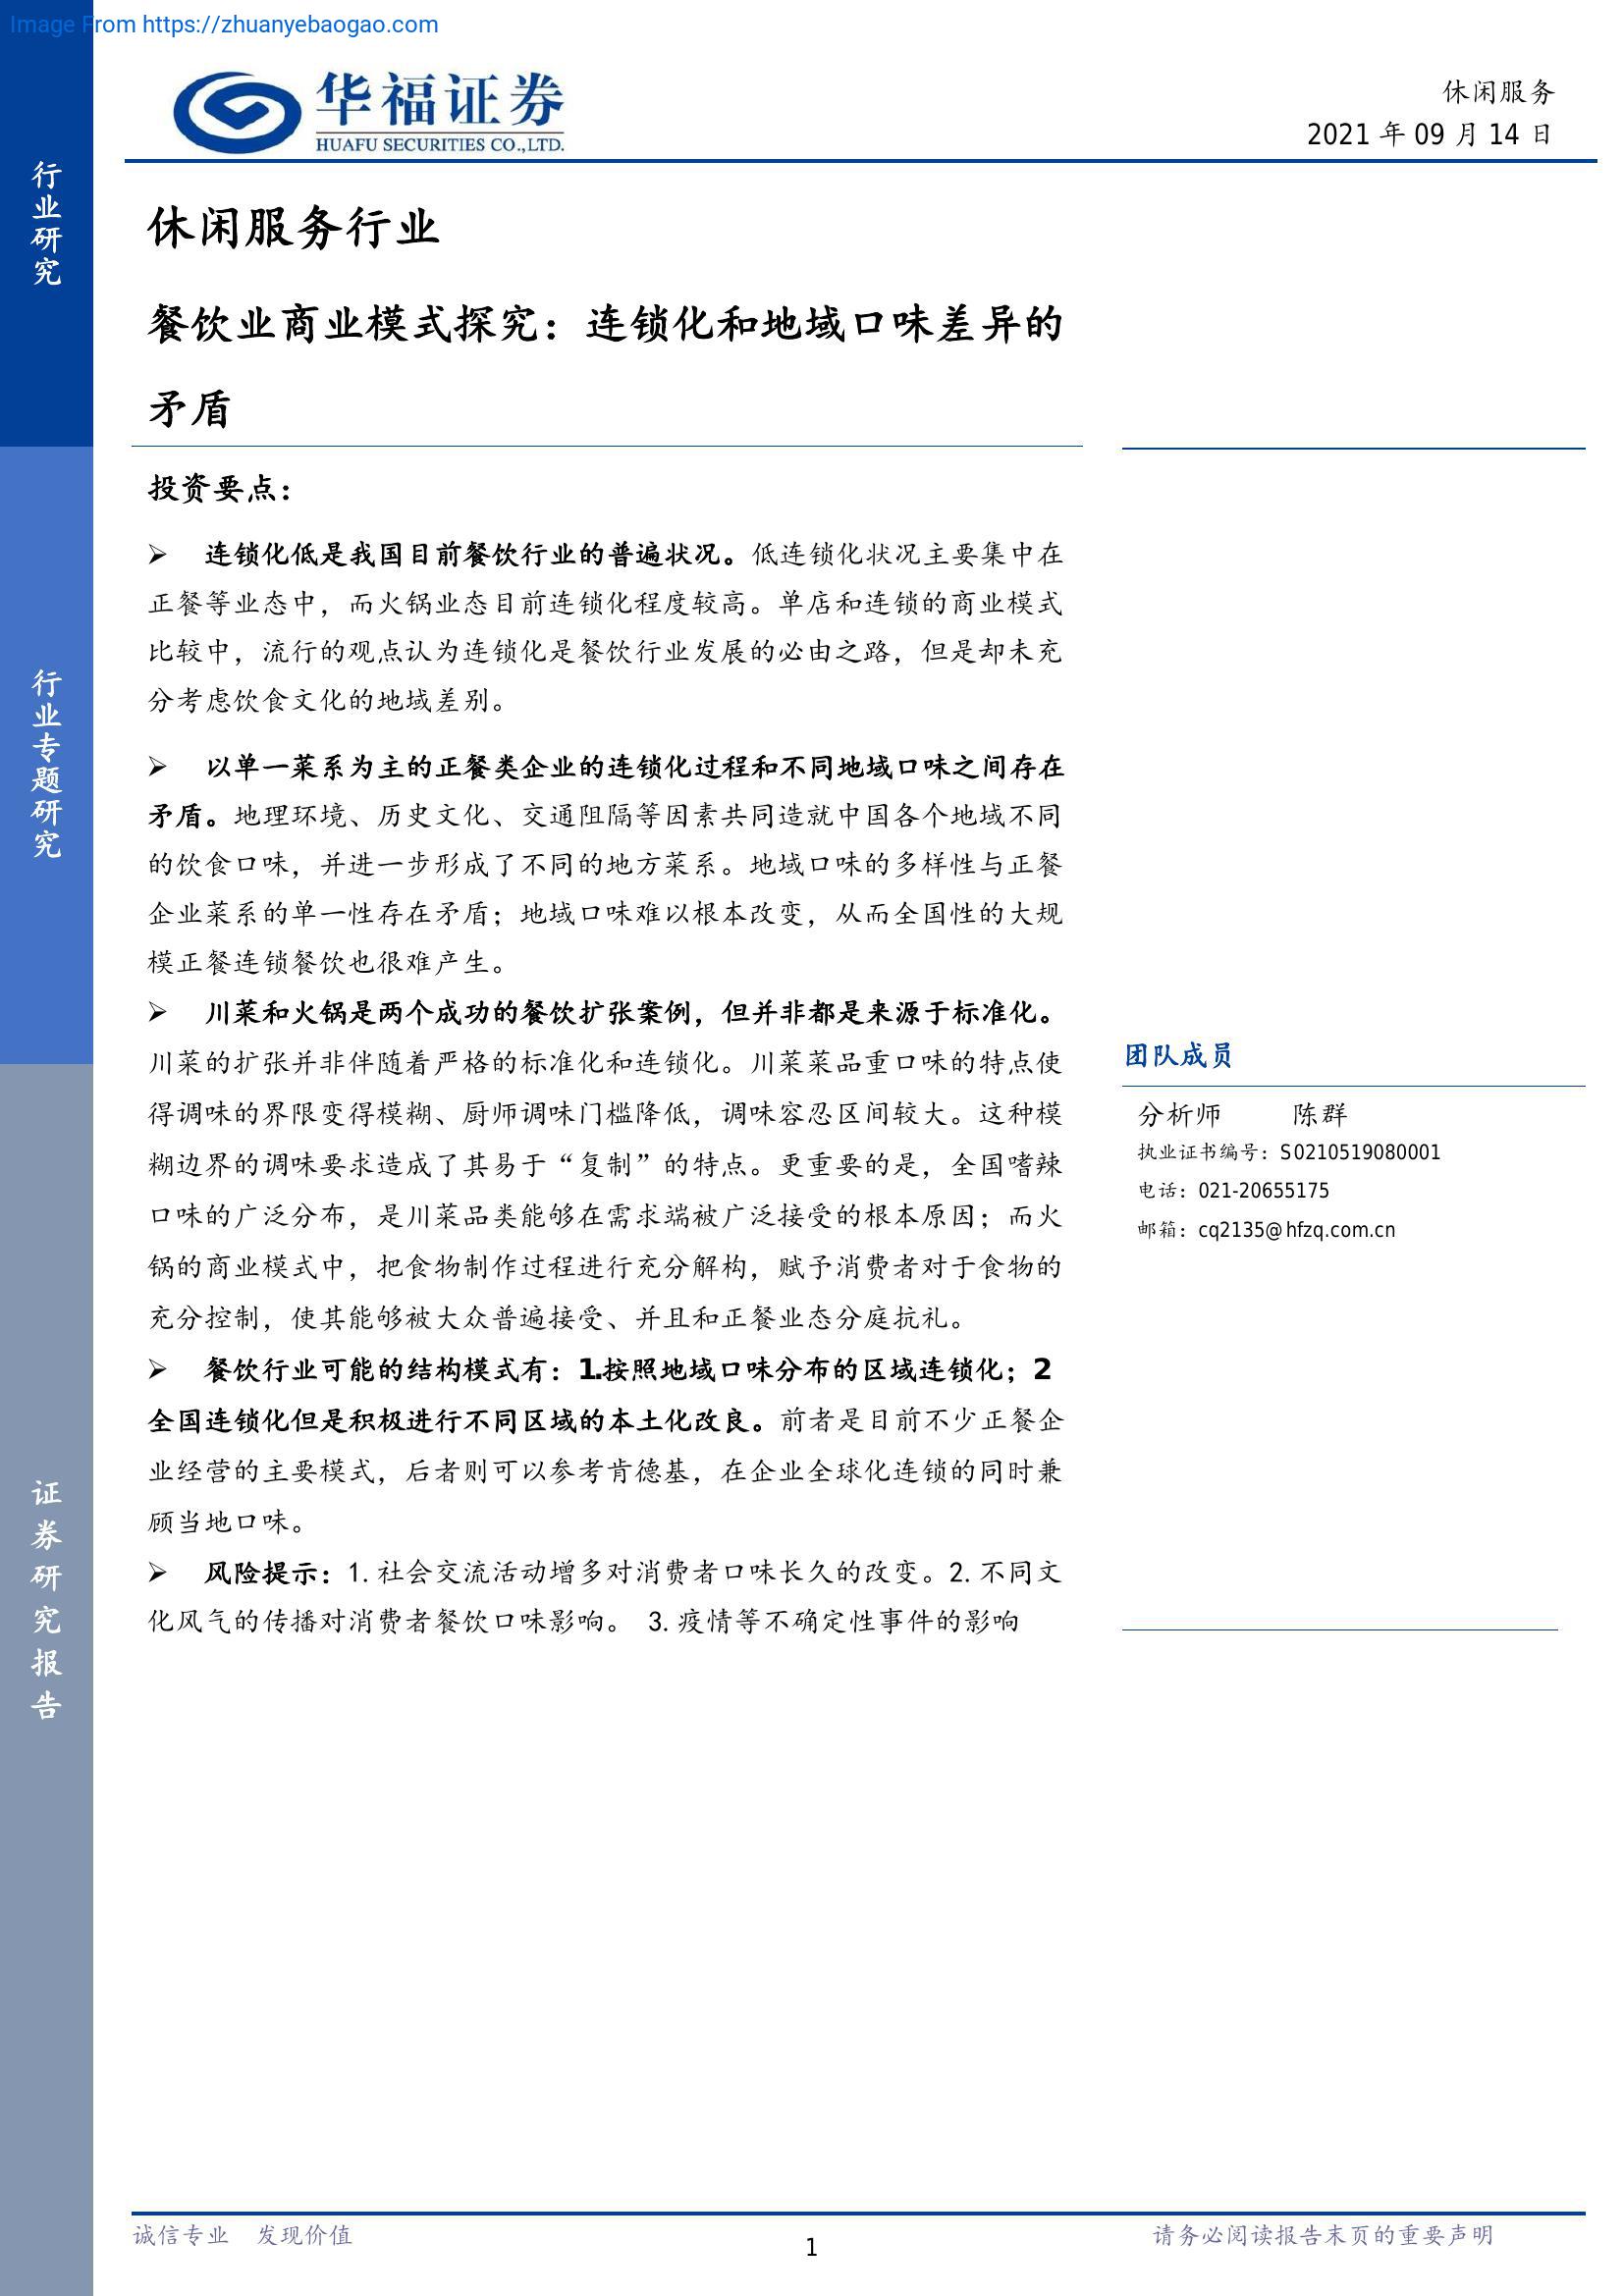 Image From https://zhuanyebaogao.com
华福证券
HUAFU SECURITIES CO.,LTD.
休闲服务
2021 年 09 月 14 日
行业研究
行业专题研究
证券研究报告
休闲服务行业
餐饮业商业模式探究：连锁化和地域口味差异的
矛盾
投资要点：
➢ 连锁化低是我国目前餐饮行业的普遍状况。低连锁化状况主要集中在
正餐等业态中，而火锅业态目前连锁化程度较高。单店和连锁的商业模式
比较中，流行的观点认为连锁化是餐饮行业发展的必由之路，但是却未充
分考虑饮食文化的地域差别。
➢ 以单一菜系为主的正餐类企业的连锁化过程和不同地域口味之间存在
矛盾。地理环境、历史文化、交通阻隔等因素共同造就中国各个地域不同
的饮食口味，并进一步形成了不同的地方菜系。地域口味的多样性与正餐
企业菜系的单一性存在矛盾；地域口味难以根本改变，从而全国性的大规
模正餐连锁餐饮也很难产生。
➢ 川菜和火锅是两个成功的餐饮扩张案例，但并非都是来源于标准化。
川菜的扩张并非伴随着严格的标准化和连锁化。川菜菜品重口味的特点使
得调味的界限变得模糊、厨师调味门槛降低，调味容忍区间较大。这种模
糊边界的调味要求造成了其易于“复制”的特点。更重要的是，全国嗜辣
口味的广泛分布，是川菜品类能够在需求端被广泛接受的根本原因；而火
锅的商业模式中，把食物制作过程进行充分解构，赋予消费者对于食物的
充分控制，使其能够被大众普遍接受、并且和正餐业态分庭抗礼。
➢ 餐饮行业可能的结构模式有：1.按照地域口味分布的区域连锁化；2
全国连锁化但是积极进行不同区域的本土化改良。前者是目前不少正餐企
业经营的主要模式，后者则可以参考肯德基，在企业全球化连锁的同时兼
顾当地口味。
➢ 风险提示：1.社会交流活动增多对消费者口味长久的改变。2.不同文
化风气的传播对消费者餐饮口味影响。 3.疫情等不确定性事件的影响
团队成员
分析师 陈群
执业证书编号：S0210519080001
电话：021-20655175
邮箱：cq2135@hfzq.com.cn
诚信专业 发现价值
1
请务必阅读报告末页的重要声明